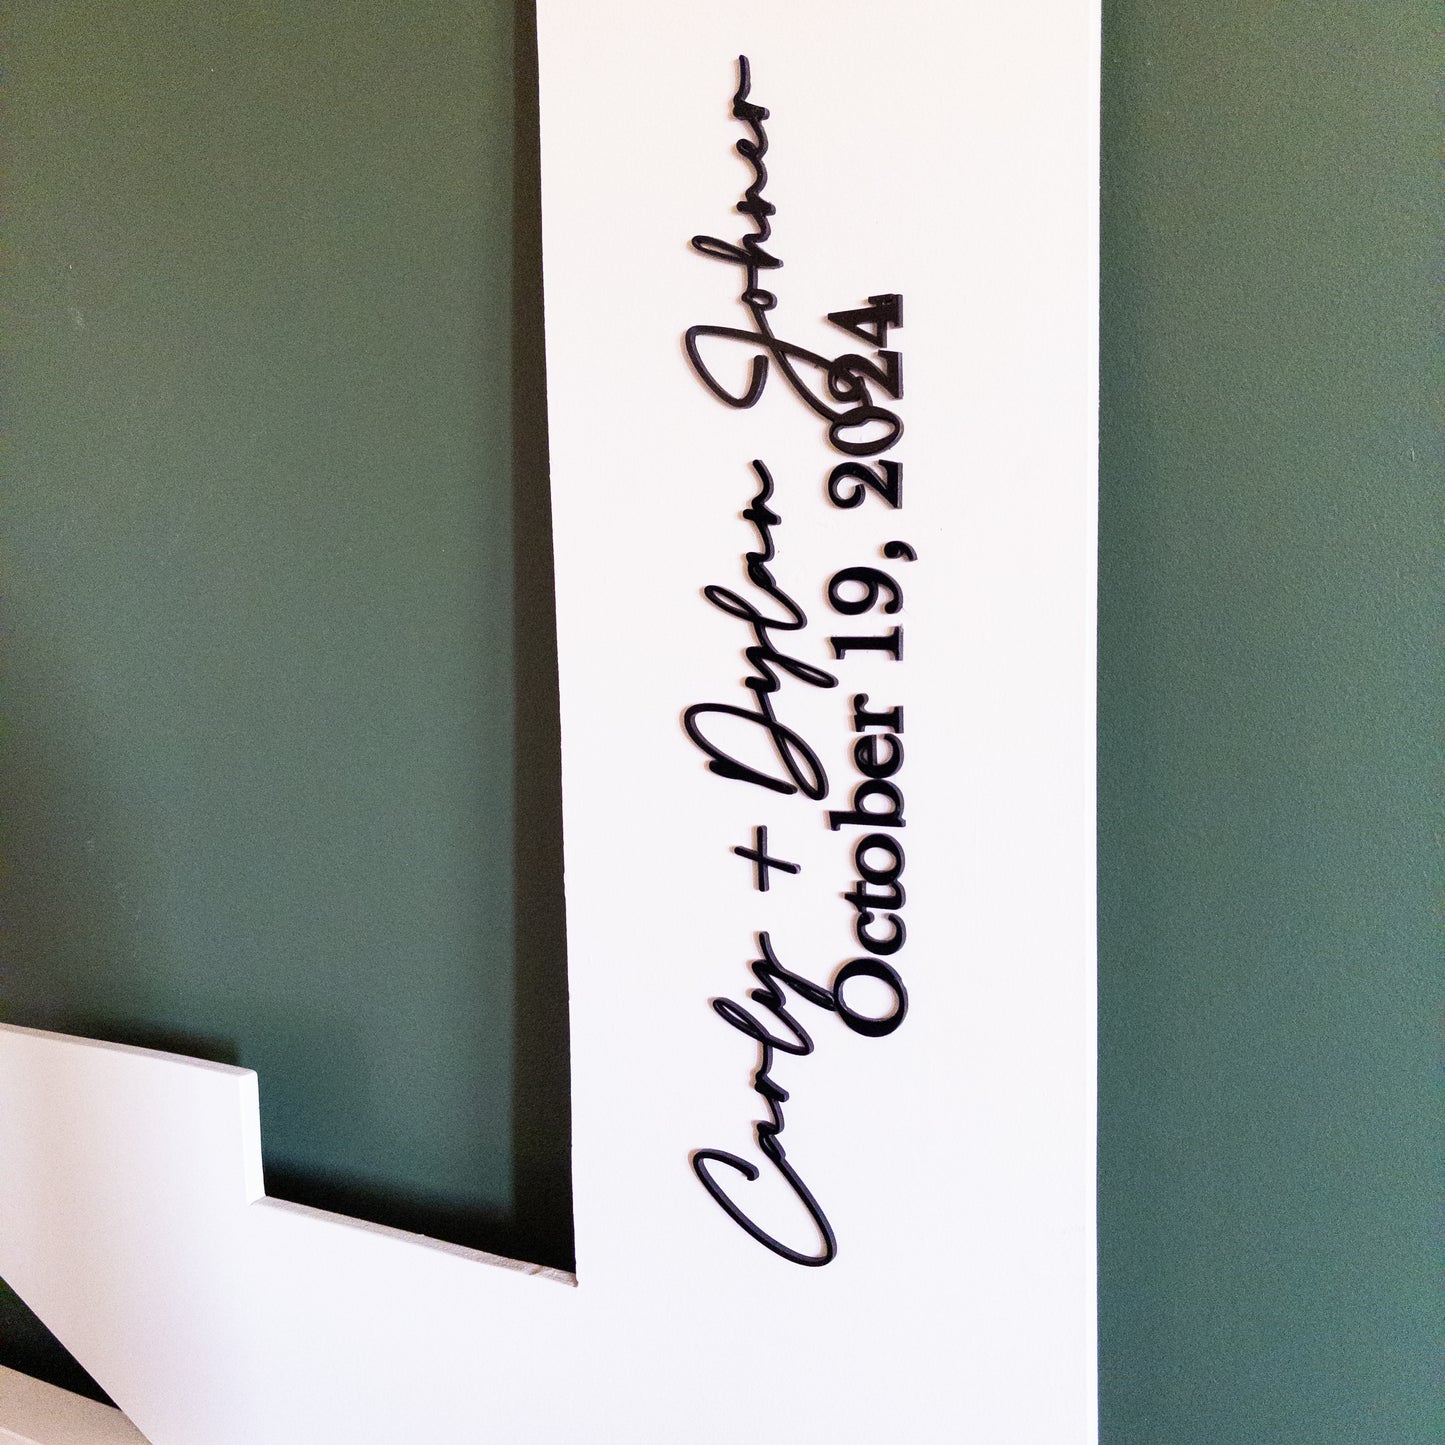 Carly + Dylan Johner
October 19, 2024